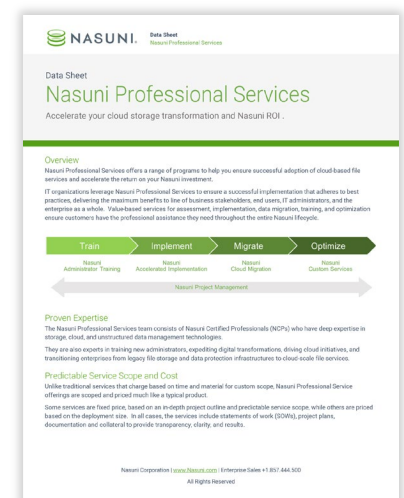 NASUNI.
Data Sheet
Nasuni Professional Services
Data Sheet
Nasuni Professional Services
Accelerate your cloud storage transformation and Nasuni ROI .
Overview
Nasuni Professional Services offers a range of programs to help you ensure successful adoption of cloud-based file
services and accelerate the return on your Nasuni investment.
IT organizations leverage Nasuni Professional Services to ensure a successful implementation that adheres to best
practices, delivering the maximum benefits to line of business stakeholders, end users, IT administrators, and the
enterprise as a whole. Value-based services for assessment, implementation, data migration, training, and optimization
ensure customers have the professional assistance they need throughout the entire Nasuni lifecycle.
Train Implement Migrate Optimize
Nasuni Nasuni Nasuni Nasuni
Administrator Training Accelerated Implementation Cloud Migration Custom Services
Nasuni Project Management
Proven Expertise
The Nasuni Professional Services team consists of Nasuni Certified Professionals (NCPs) who have deep expertise in
storage, cloud, and unstructured data management technologies.
They are also experts in training new administrators, expediting digital transformations, driving cloud initiatives, and
transitioning enterprises from legacy file storage and data protection infrastructures to cloud-scale file services.
Predictable Service Scope and Cost
Unlike traditional services that charge based on time and material for custom scope, Nasuni Professional Service
offerings are scoped and priced much like a typical product.
Some services are fixed price, based on an in-depth project outline and predictable service scope, while others are priced
based on the deployment size. In all cases, the services include statements of work (SOWs), project plans,
documentation and collateral to provide transparency, clarity, and results.
Nasuni Corporation | www.Nasuni.com | Enterprise Sales +1.857.444.500
All Rights Reserved